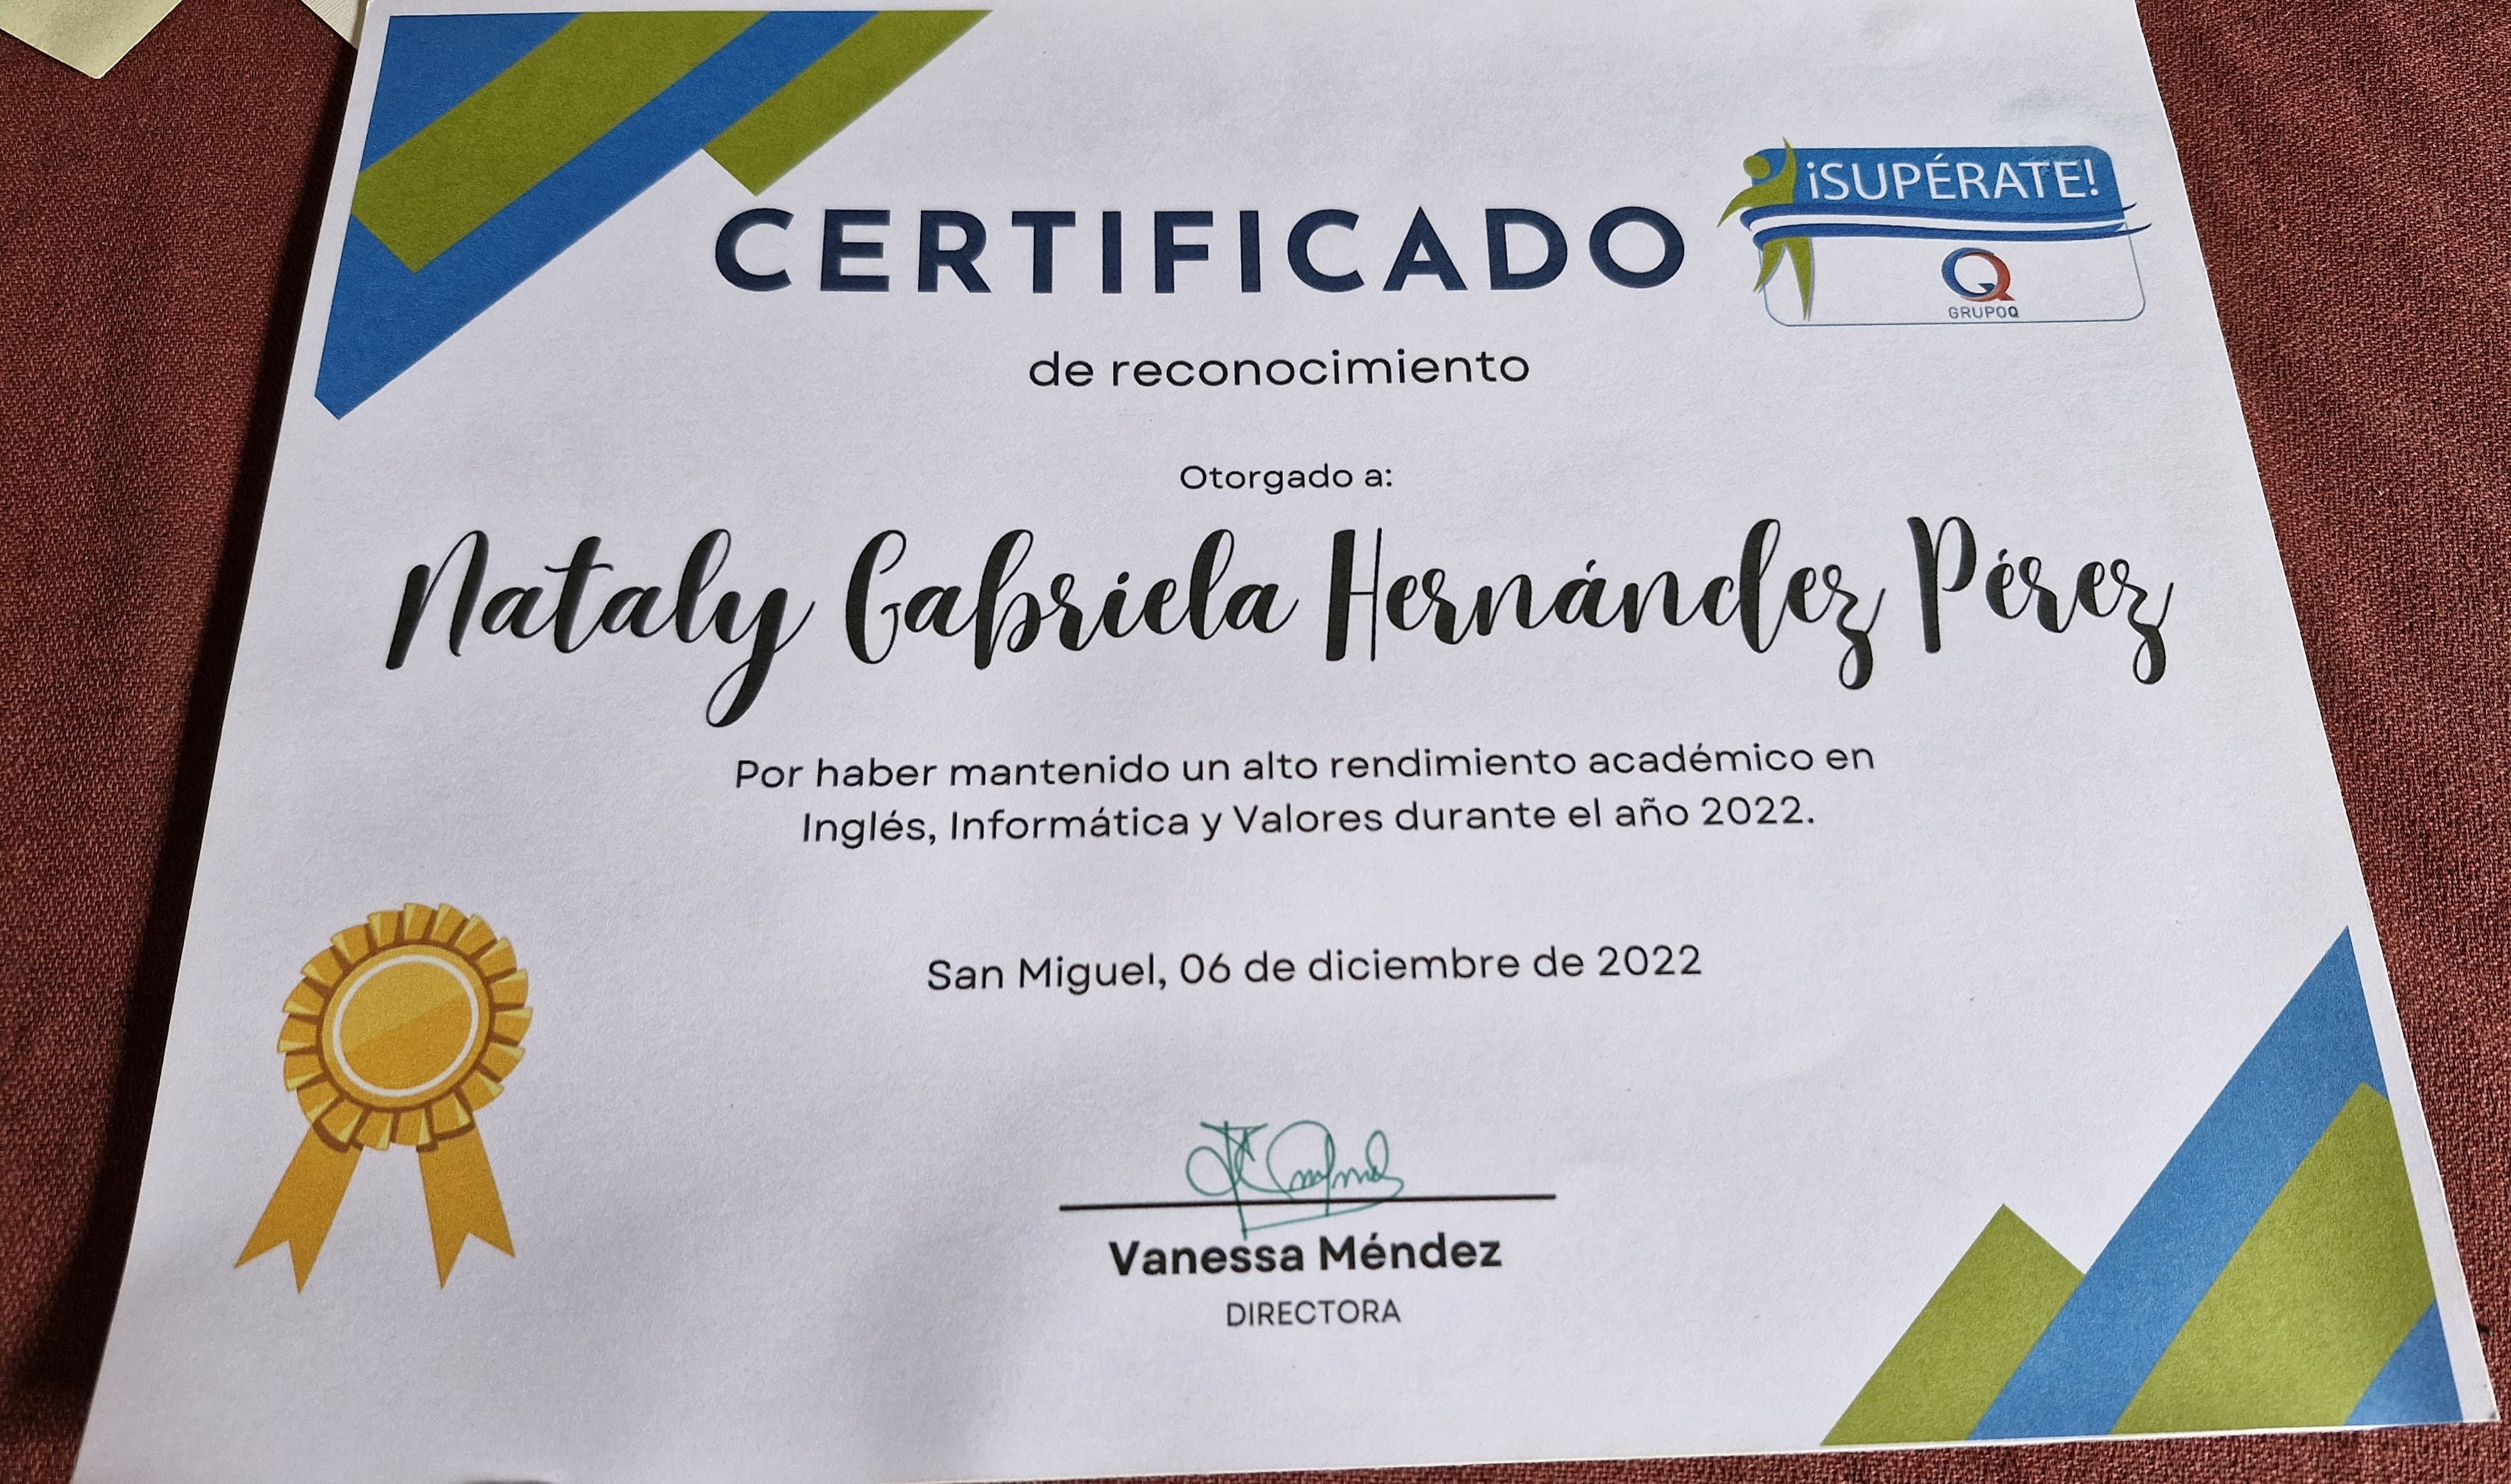 CERTIFICADO
¡SUPÉRATE!
GRUPOQ
de reconocimiento
Otorgado a:
Nataly Gabriela Hernández Pérez
Por haber mantenido un alto rendimiento académico en
Inglés, Informática y Valores durante el año 2022.
San Miguel, 06 de diciembre de 2022
Vanessa Méndez
DIRECTORA